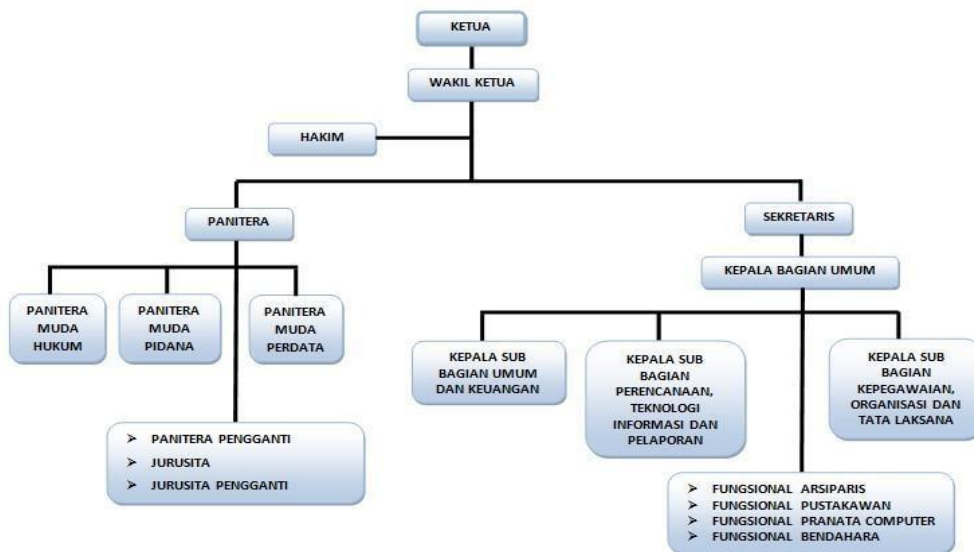 KETUA
WAKIL KETUA
HAKIM
PANITERA
SEKRETARIS
KEPALA BAGIAN UMUM
PANITERA
MUDA
HUKUM
PANITERA
MUDA
PIDANA
PANITERA
MUDA
PERDATA
KEPALA SUB
BAGIAN UMUM
DAN KEUANGAN
KEPALA SUB
BAGIAN
PERENCANAAN,
TEKNOLOGI
INFORMASI DAN
PELAPORAN
KEPALA SUB
BAGIAN
KEPEGAWAIAN,
ORGANISASI DAN
TATA LAKSANA
➢ PANITERA PENGGANTI
➢ JURUSITA
➢ JURUSITA PENGGANTI
➢ FUNGSIONAL ARSIPARIS
➢ FUNGSIONAL PUSTAKAWAN
➢ FUNGSIONAL PRANATA COMPUTER
➢ FUNGSIONAL BENDAHARA